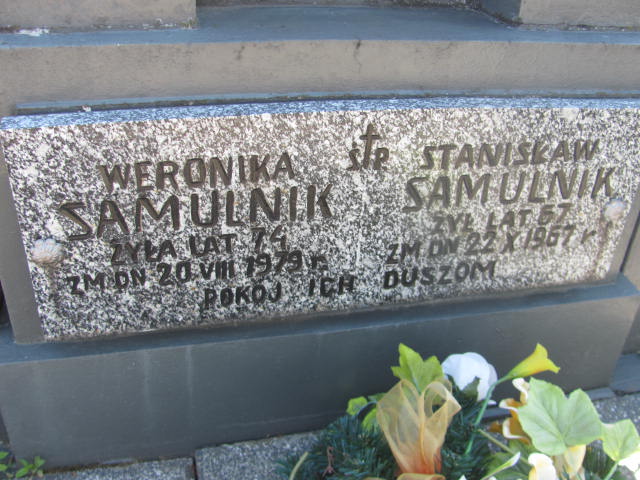 WERONIKA
SAMULNIK
ŻYŁA LAT 74
ZM DN 20 VIII 1979 r.
Ś†P
STANISŁAW
SAMULNIK
ŻYŁ LAT 67
ZM DN 22 X 1967 r.
POKÓJ ICH DUSZOM